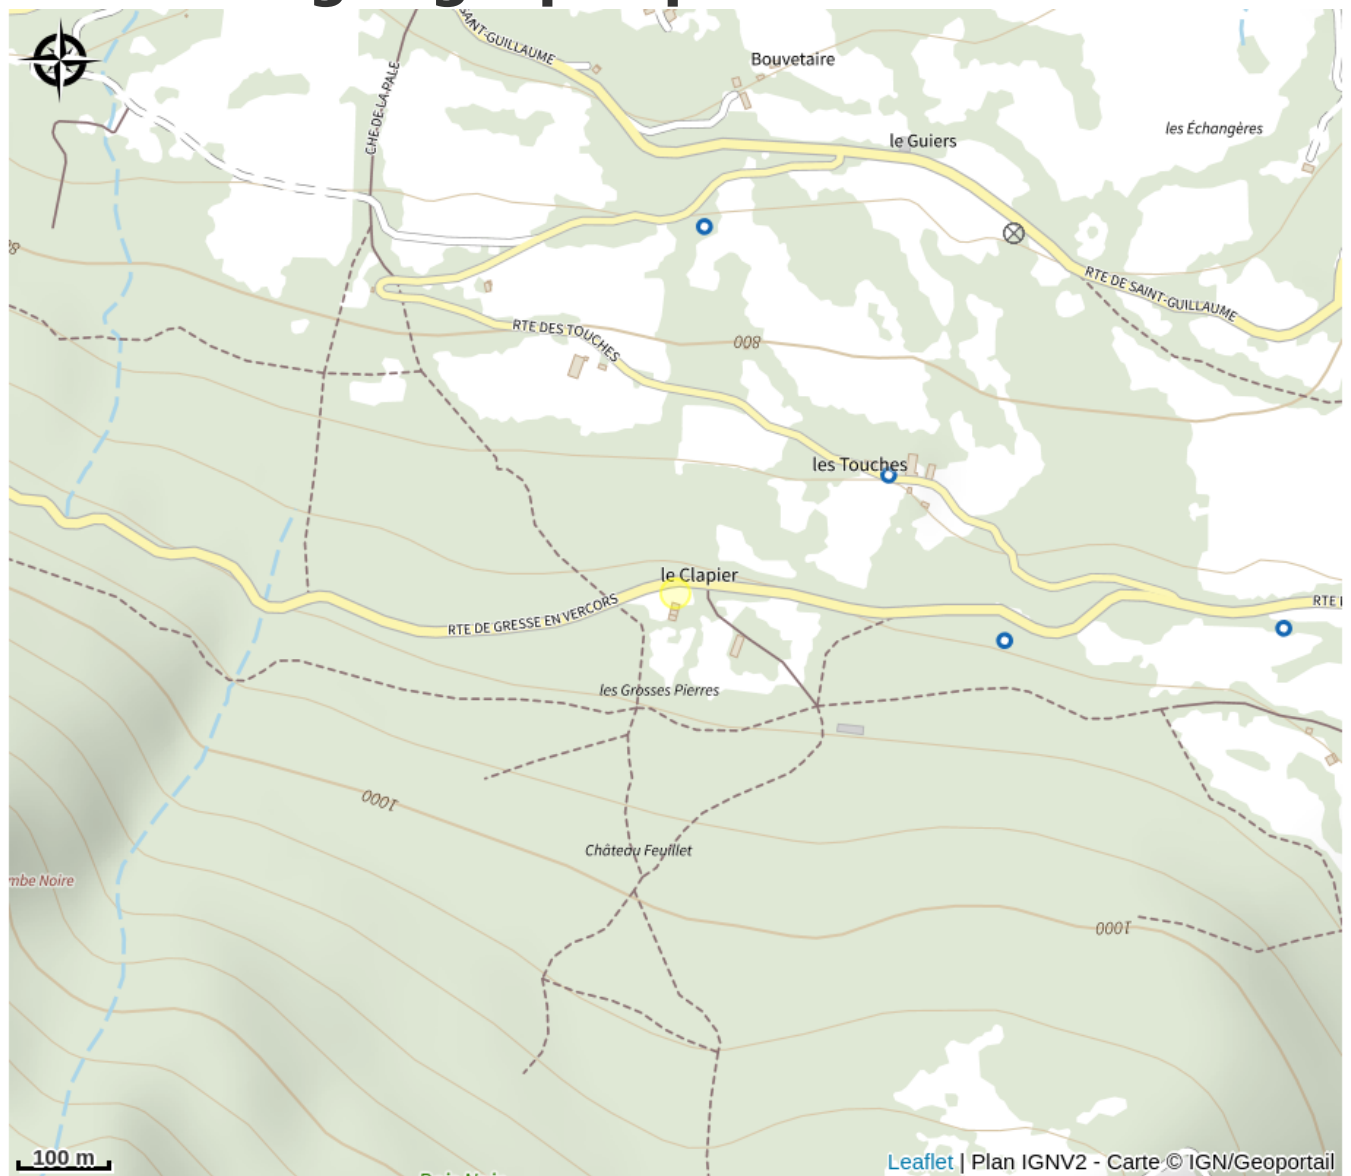 SAINT-GUILLAUME
Bouvetaire
CHE DE LA PALE
le Guiers
les Échangères
RTE DE SAINT-GUILLAUME
RTE DES TOUCHES
800
les Touches
le Clapier
RTE DE GRESSE EN VERCORS
RTE
les Grosses Pierres
1000
Château Feuillet
mbe Noire
1000
100 m
Leaflet | Plan IGNV2 - Carte © IGN/Geoportail